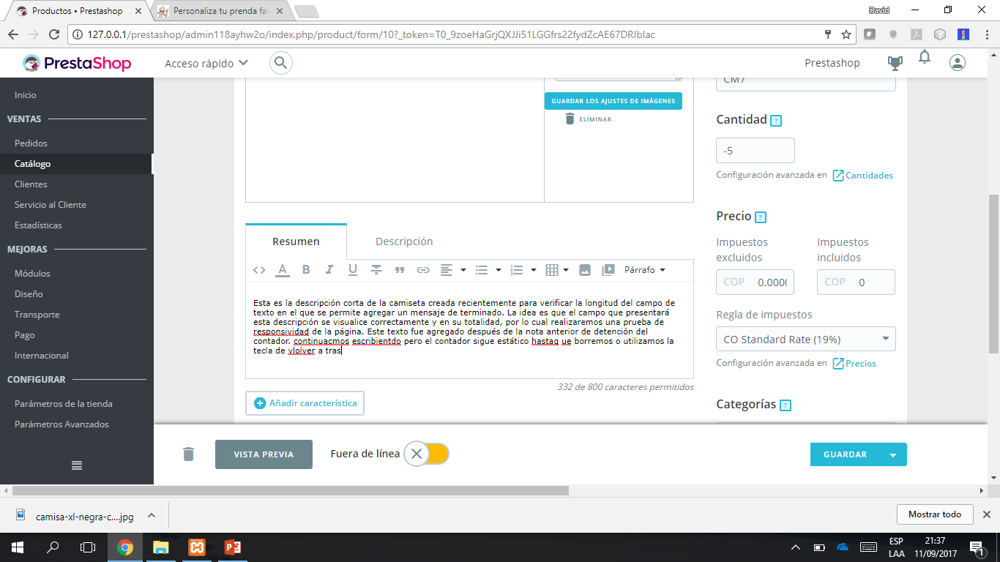 Productos • Prestashop
Personaliza tu prenda fav
David
127.0.0.1/prestashop/admin118ayhw2o/index.php/product/form/10?_token=T0_9zoeHaGrjQXJJi51LGGfrs22fydZcAE67DRIbIac
PrestaShop
Acceso rápido
Prestashop
Inicio
VENTAS
Pedidos
Catálogo
Clientes
Servicio al Cliente
Estadísticas
MEJORAS
Módulos
Diseño
Transporte
Pago
Internacional
CONFIGURAR
Parámetros de la tienda
Parámetros Avanzados
GUARDAR LOS AJUSTES DE IMÁGENES
ELIMINAR
CM7
Cantidad ?
-5
Configuración avanzada en Cantidades
Precio ?
Impuestos excluidos
Impuestos incluidos
COP 0.000
COP 0
Regla de impuestos
CO Standard Rate (19%)
Configuración avanzada en Precios
Categorías ?
Resumen
Descripción
Párrafo
Esta es la descripción corta de la camiseta creada recientemente para verificar la longitud del campo de
texto en el que se permite agregar un mensaje de terminado. La idea es que el campo que presentará
esta descripción se visualice correctamente y en su totalidad, por lo cual realizaremos una prueba de
responsividad de la página. Este texto fue agregado después de la nota anterior de detención del
contador. continuacmos escribientdo pero el contador sigue estático hastaq ue borremos o utilizamos la
tecla de vlolver a tras
332 de 800 caracteres permitidos
Añadir característica
VISTA PREVIA
Fuera de línea
GUARDAR
camisa-xl-negra-c....jpg
Mostrar todo
ESP
LAA
21:37
11/09/2017
1